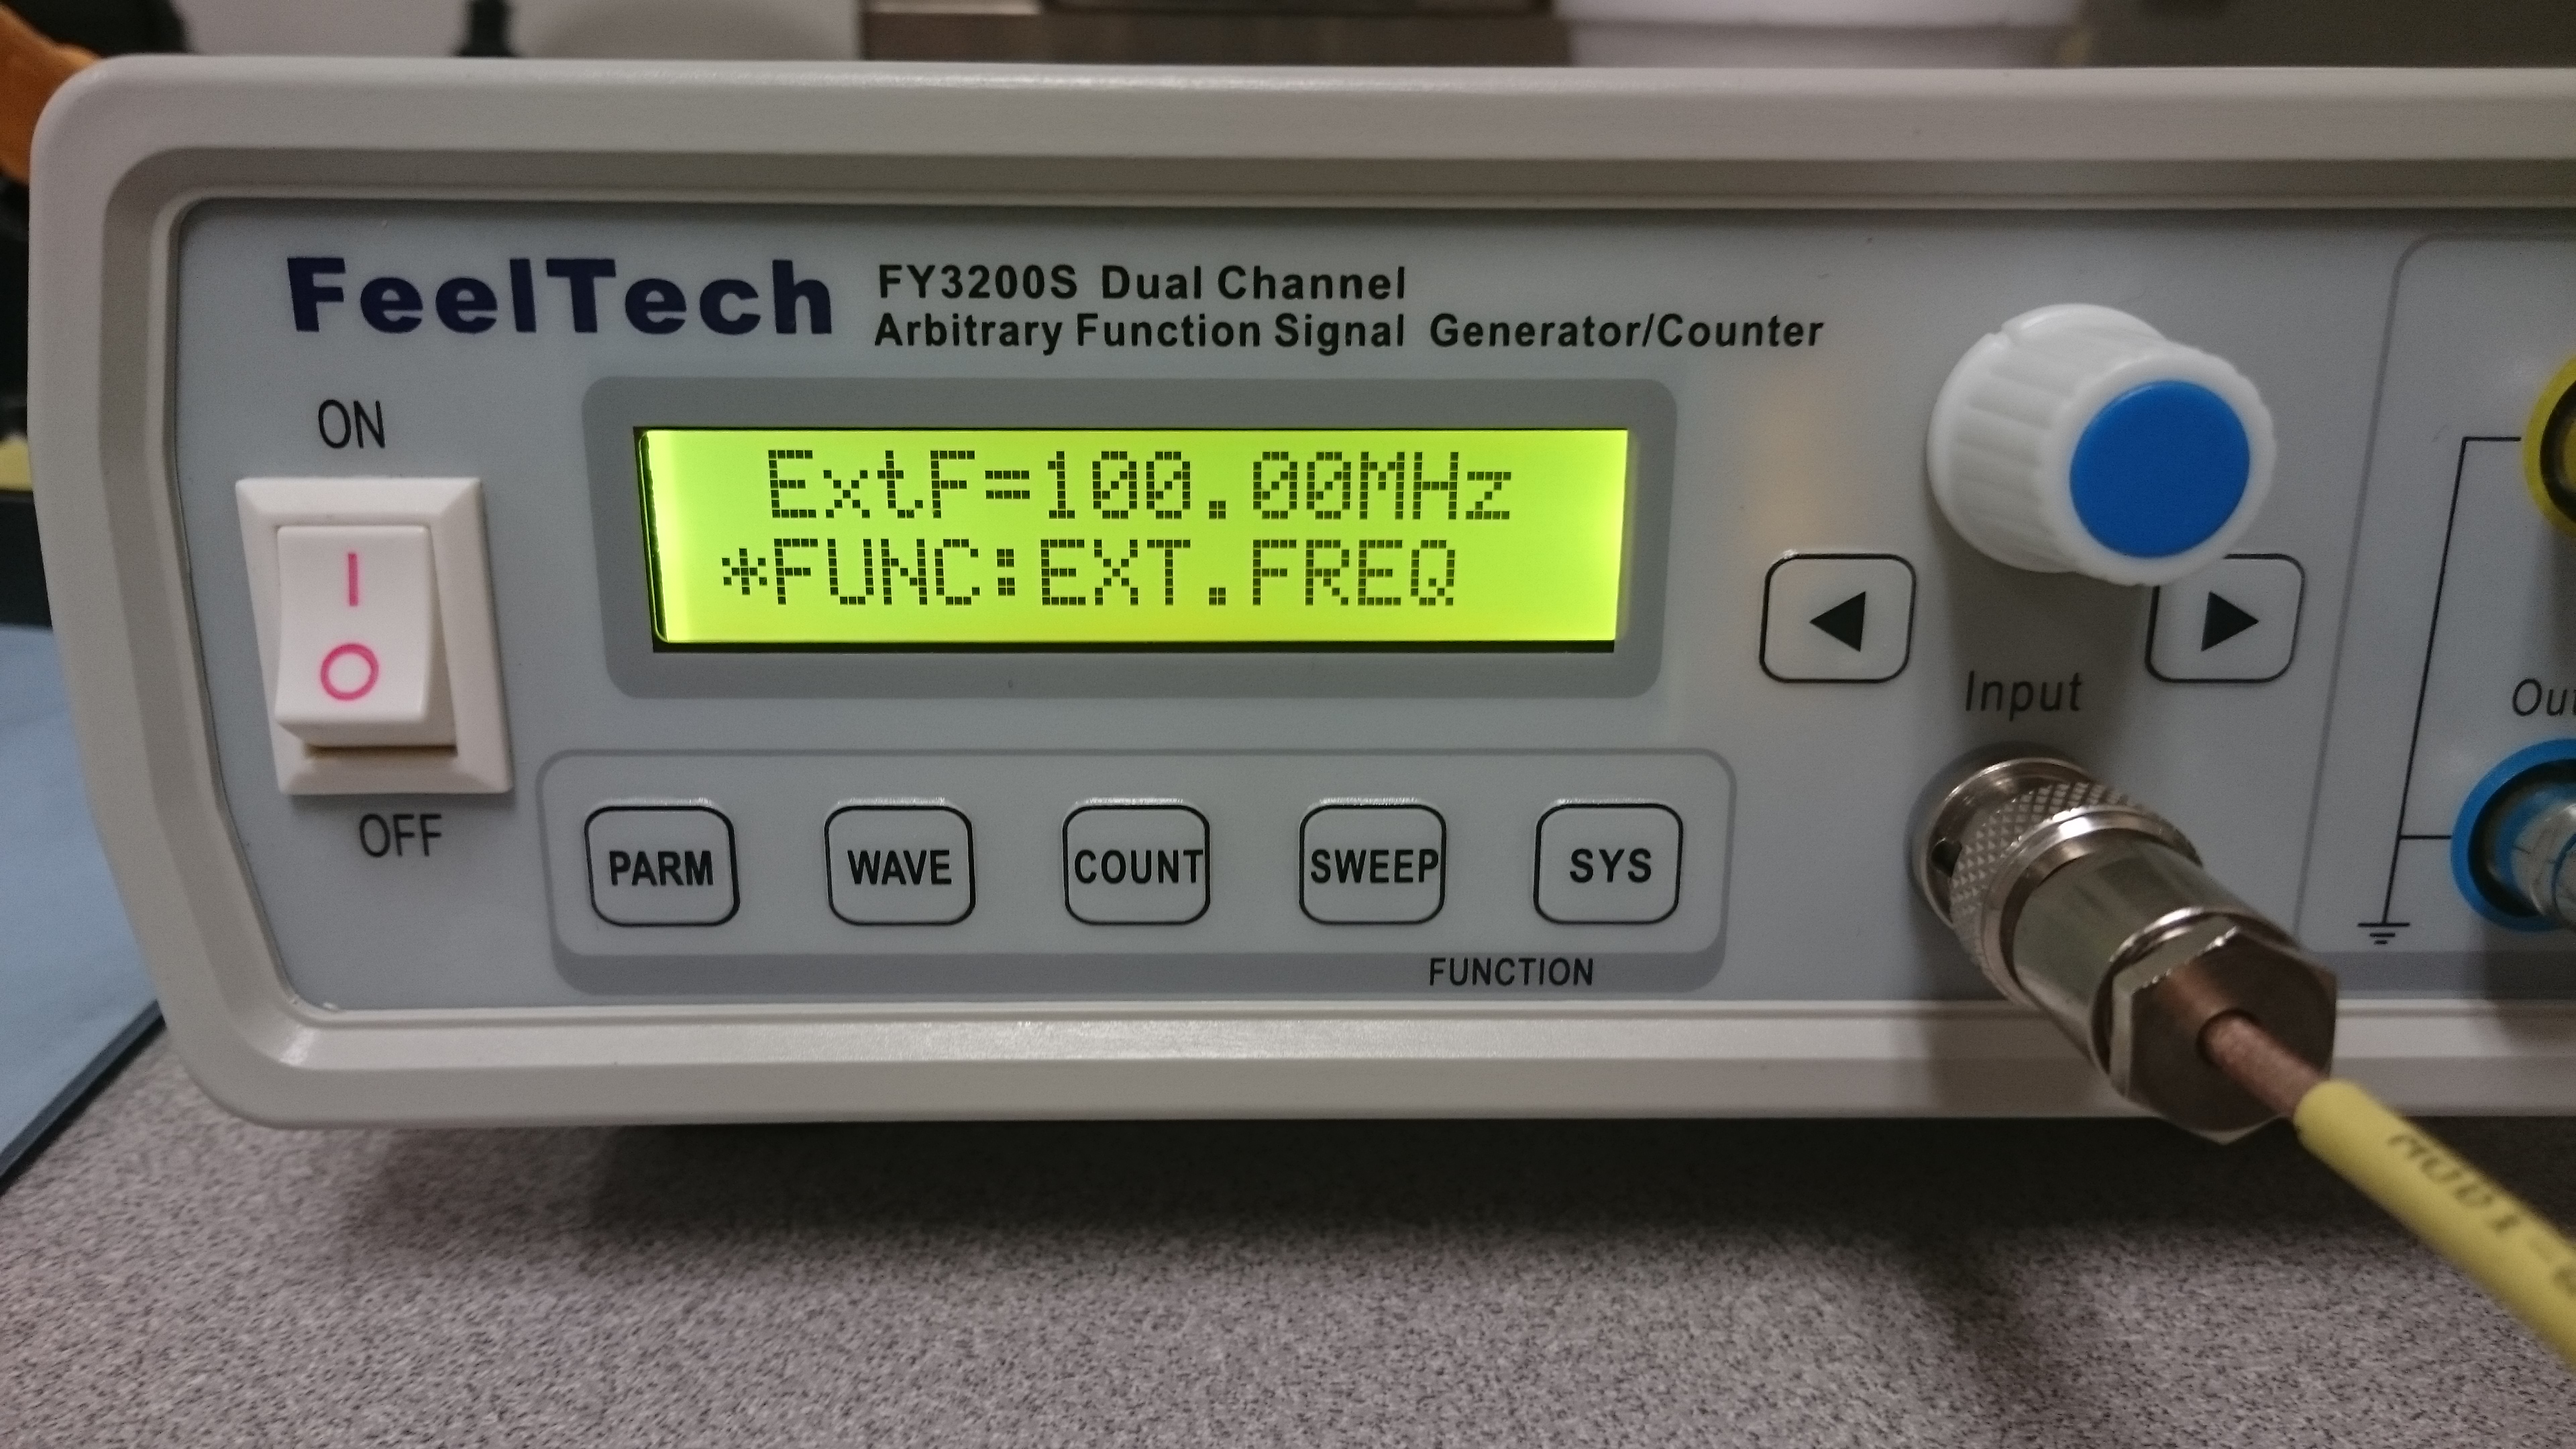 FeelTech
FY3200S Dual Channel
Arbitrary Function Signal Generator/Counter
ON
ExtF=100.00MHz
*FUNC:EXT.FREQ
OFF
Input
PARM
WAVE
COUNT
SWEEP
SYS
FUNCTION